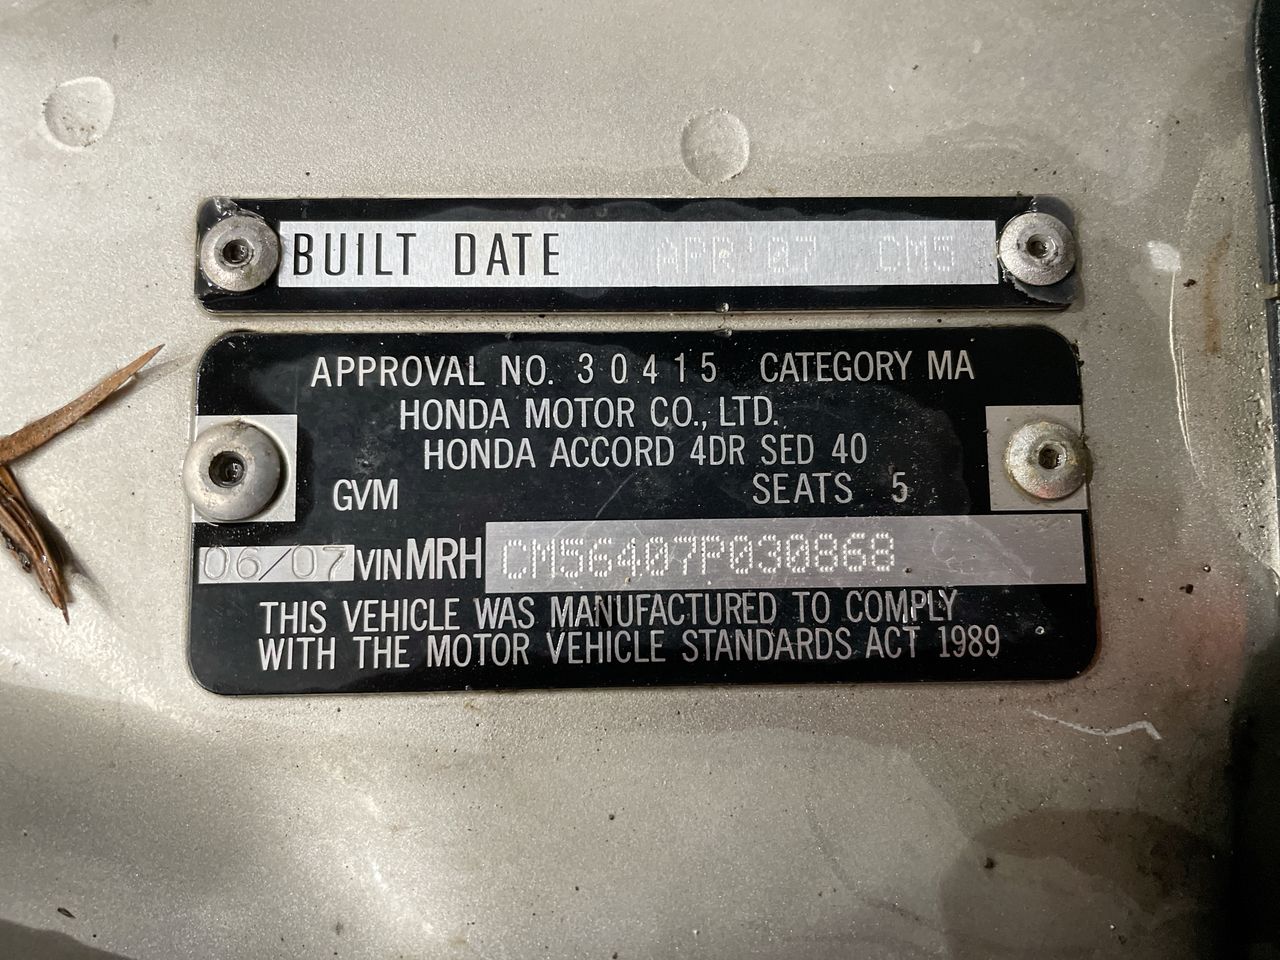 BUILT DATE APR'07 CM5
APPROVAL NO. 30415 CATEGORY MA
HONDA MOTOR CO., LTD.
HONDA ACCORD 4DR SED 40
GVM SEATS 5
06/07 VIN MRH CM56407P030868
THIS VEHICLE WAS MANUFACTURED TO COMPLY
WITH THE MOTOR VEHICLE STANDARDS ACT 1989